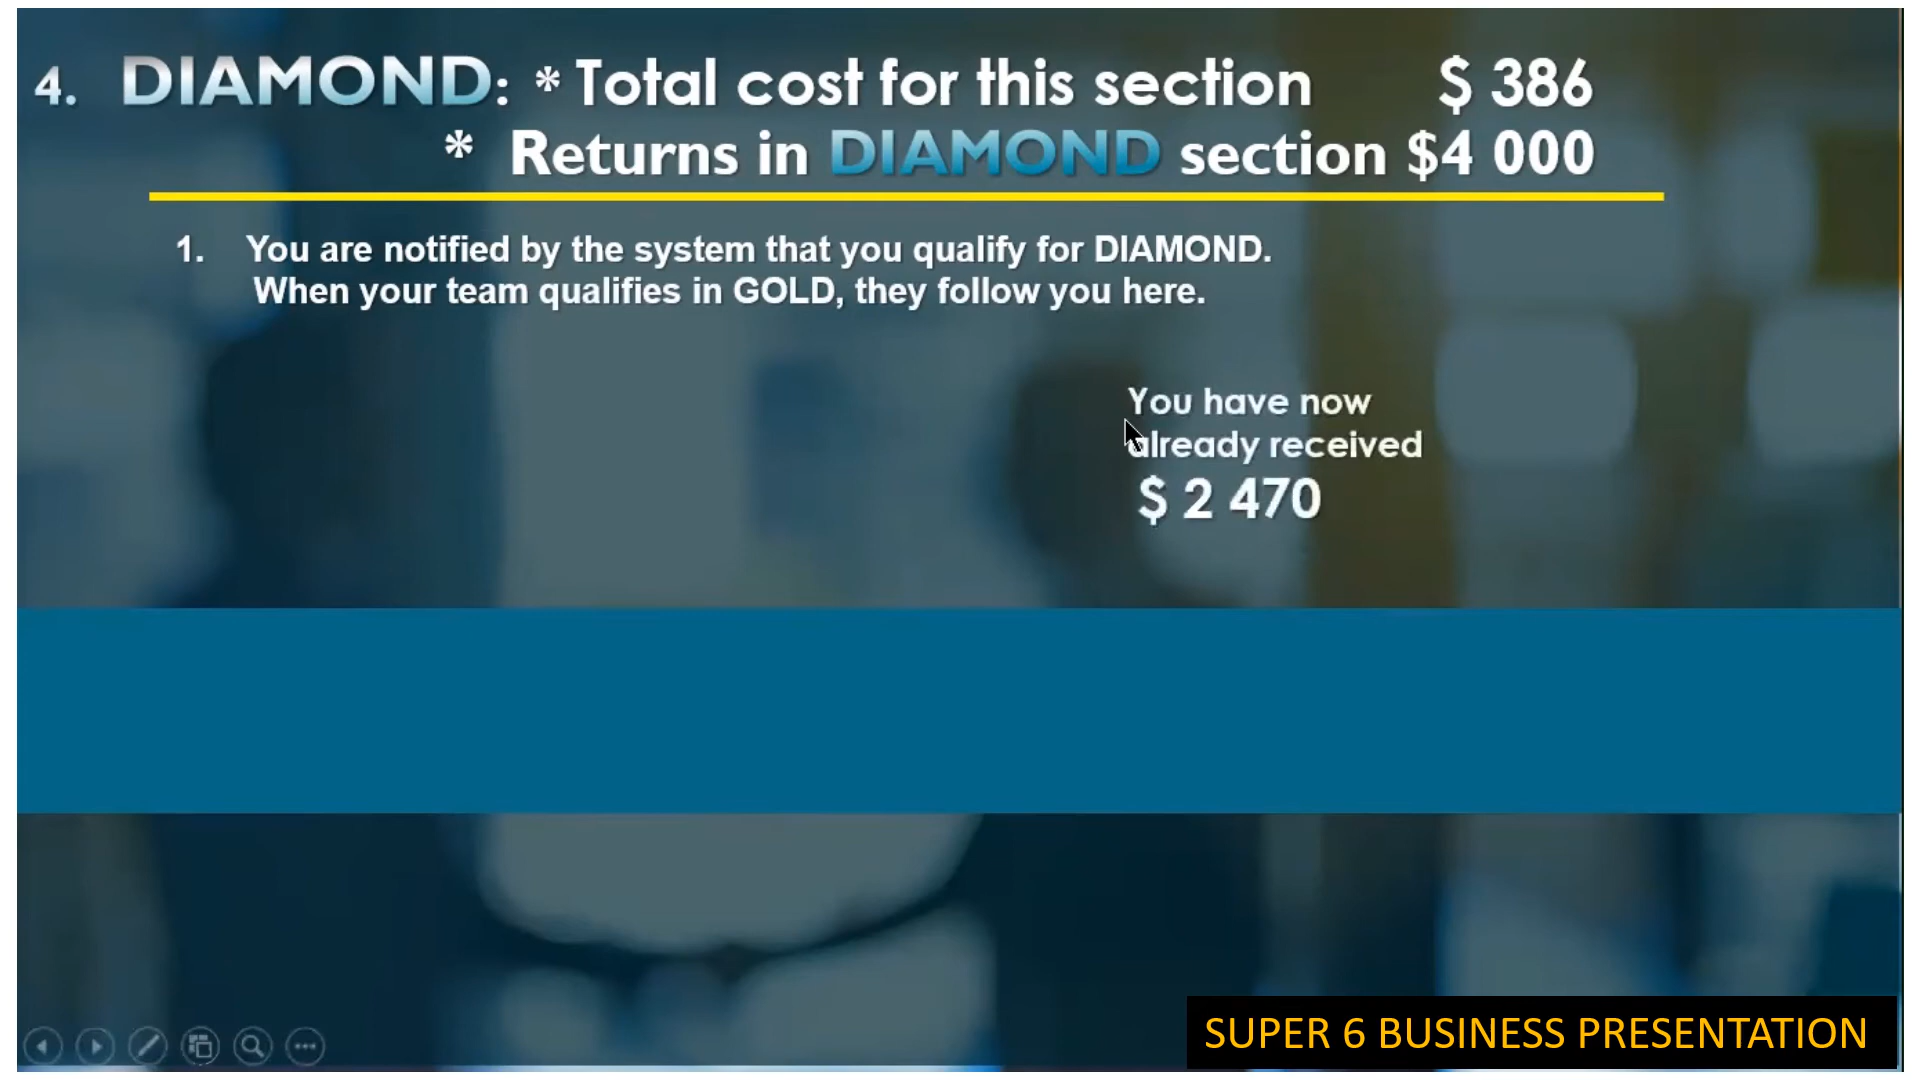 4. DIAMOND: * Total cost for this section $ 386
* Returns in DIAMOND section $4 000
1. You are notified by the system that you qualify for DIAMOND.
When your team qualifies in GOLD, they follow you here.
You have now
already received
$ 2 470
SUPER 6 BUSINESS PRESENTATION